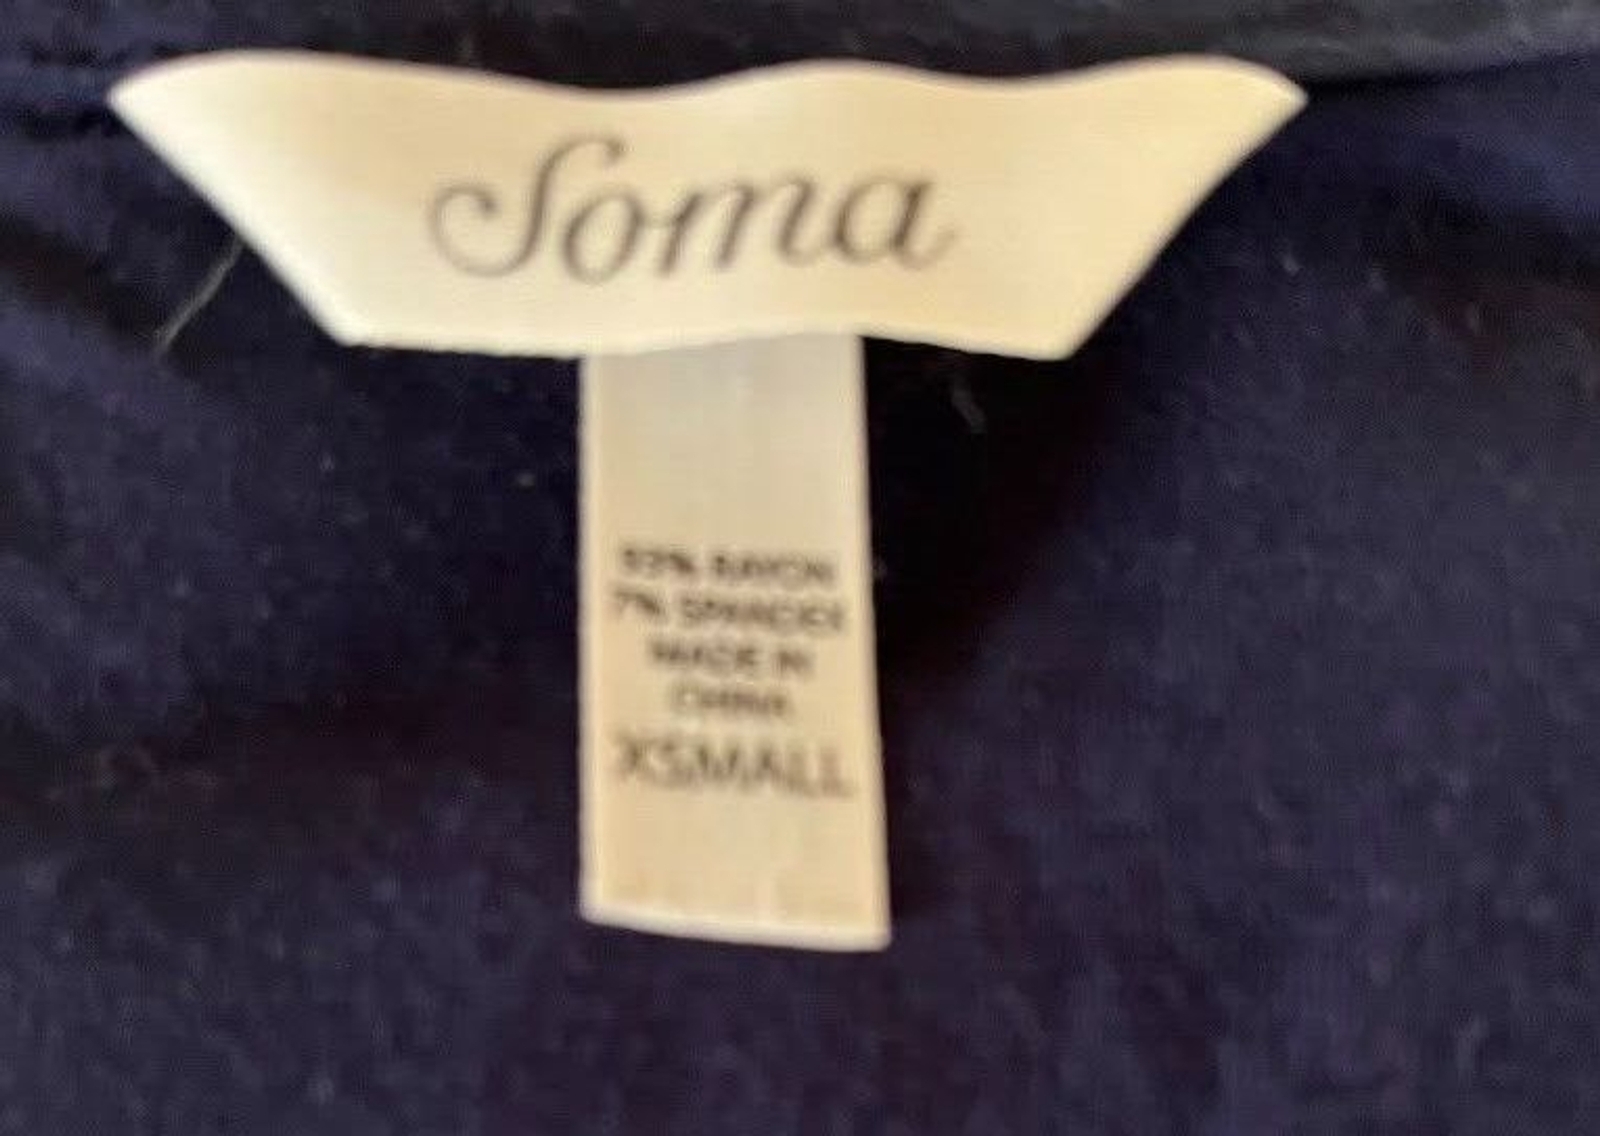 Soma
93% RAYON
7% SPANDEX
MADE IN
CHINA
XSMALL